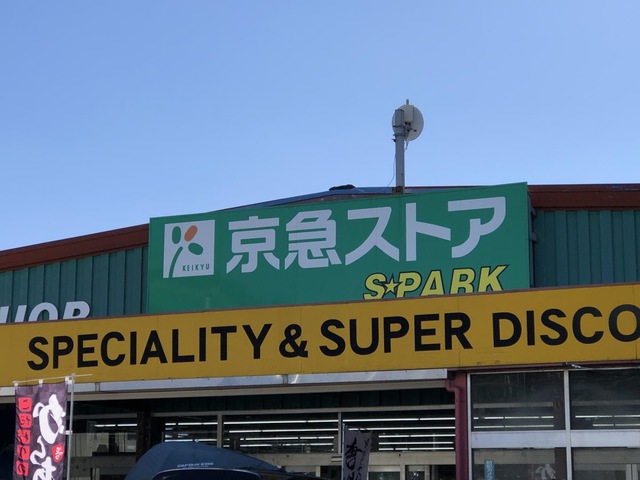 KEIKYU
京急ストア
S★PARK
SPECIALITY & SUPER DISCO